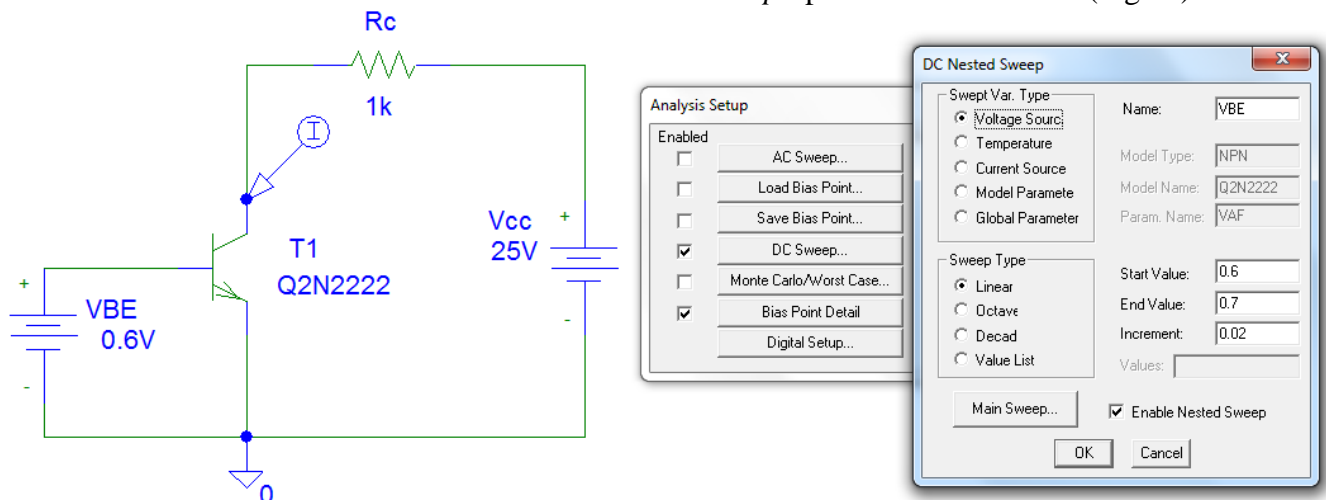 Rc
1k
I
T1
Q2N2222
VBE
0.6V
Vcc
25V
+
-
+
-
0
Analysis Setup
Enabled
AC Sweep...
Load Bias Point...
Save Bias Point...
DC Sweep...
Monte Carlo/Worst Case...
Bias Point Detail
Digital Setup...
DC Nested Sweep
Swept Var. Type
Voltage Sourc
Temperature
Current Source
Model Paramete
Global Parameter
Name: VBE
Model Type: NPN
Model Name: Q2N2222
Param. Name: VAF
Sweep Type
Linear
Octave
Decad
Value List
Start Value: 0.6
End Value: 0.7
Increment: 0.02
Values:
Main Sweep...
Enable Nested Sweep
OK
Cancel